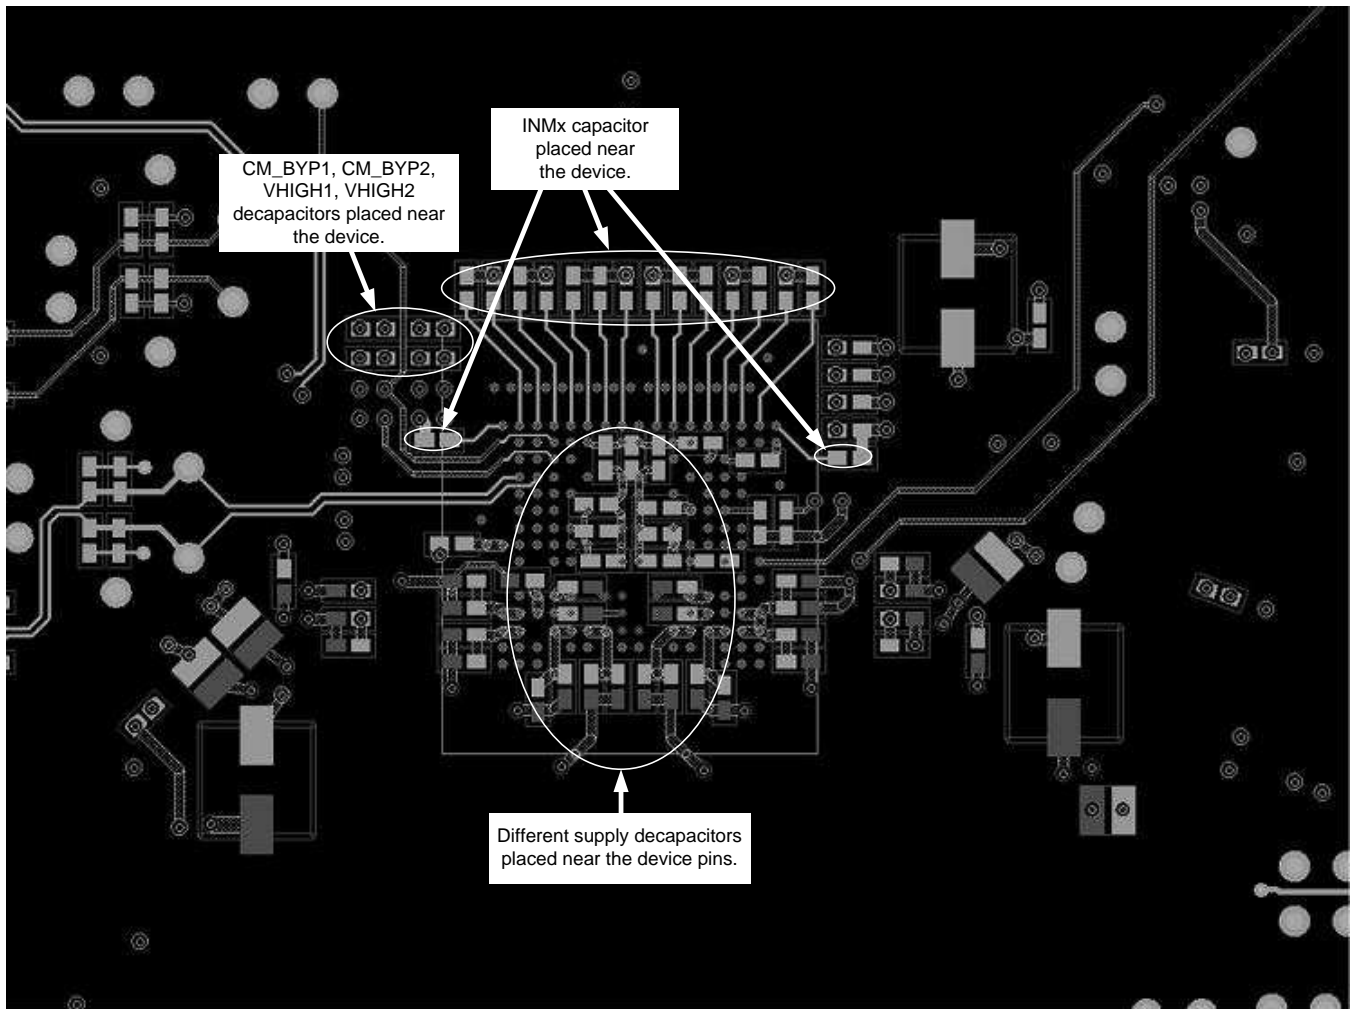 INMx capacitor
placed near
the device.
CM_BYP1, CM_BYP2,
VHIGH1, VHIGH2
decapacitors placed near
the device.
Different supply decapacitors
placed near the device pins.